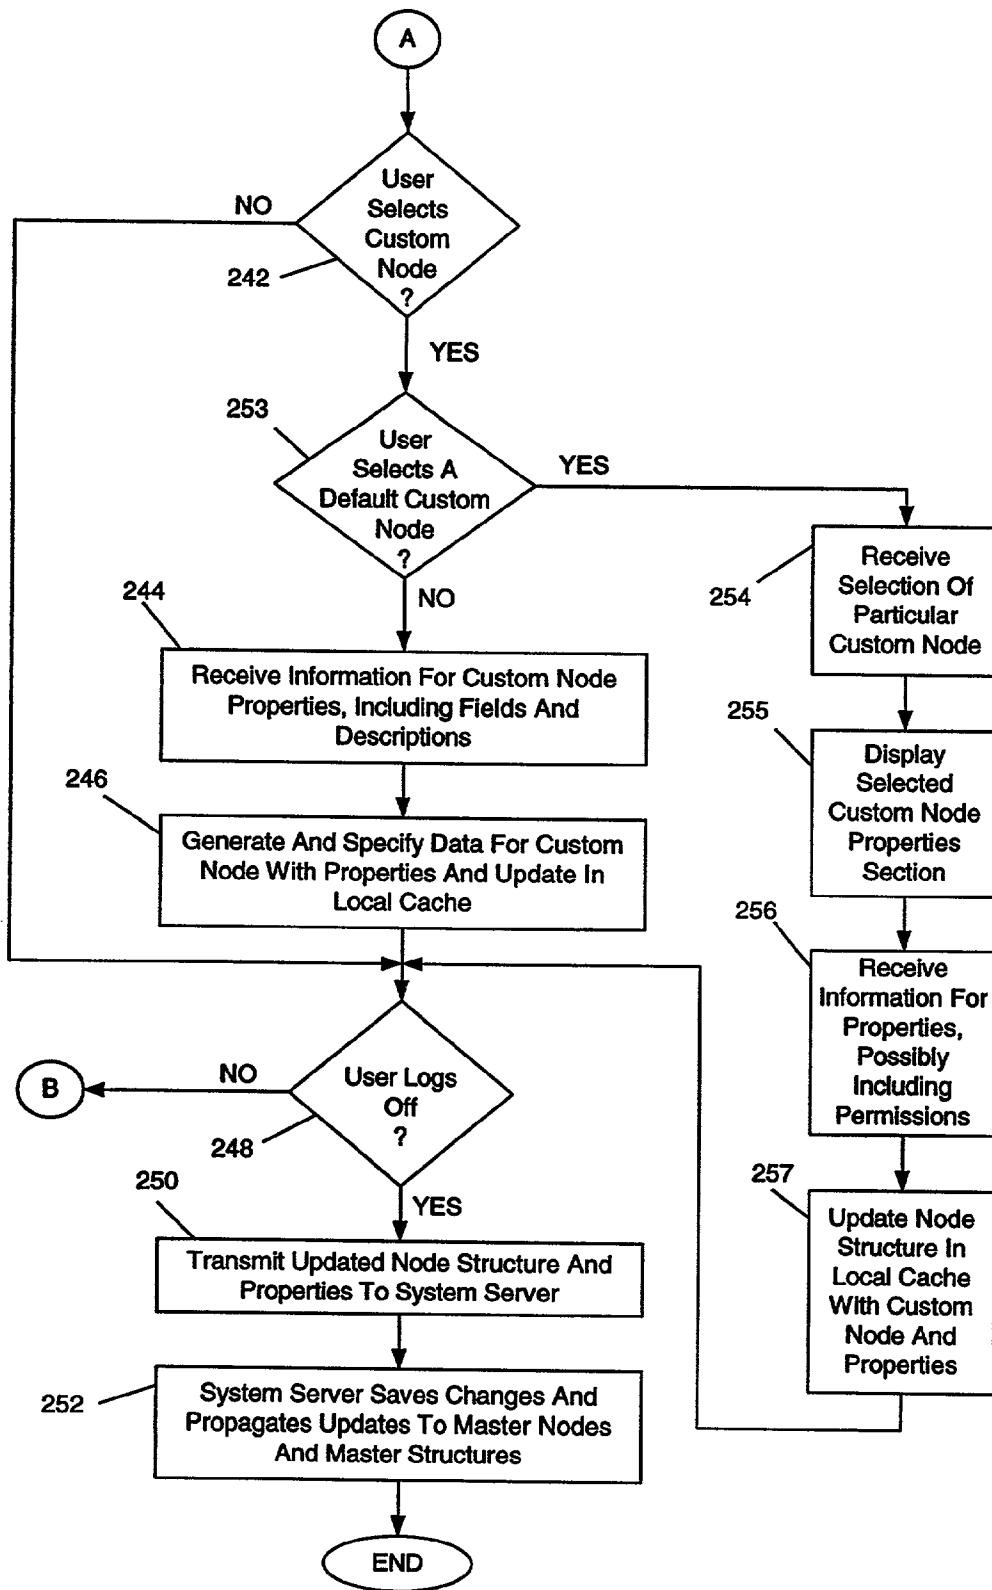 A
User
Selects
Custom
Node
?
NO
242
YES
253
User
Selects A
Default Custom
Node
?
YES
NO
254
Receive
Selection Of
Particular
Custom Node
244
Receive Information For Custom Node
Properties, Including Fields And
Descriptions
255
Display
Selected
Custom Node
Properties
Section
246
Generate And Specify Data For Custom
Node With Properties And Update In
Local Cache
256
Receive
Information For
Properties,
Possibly
Including
Permissions
B
NO
User Logs
Off
?
248
YES
257
Update Node
Structure In
Local Cache
With Custom
Node And
Properties
250
Transmit Updated Node Structure And
Properties To System Server
252
System Server Saves Changes And
Propagates Updates To Master Nodes
And Master Structures
END